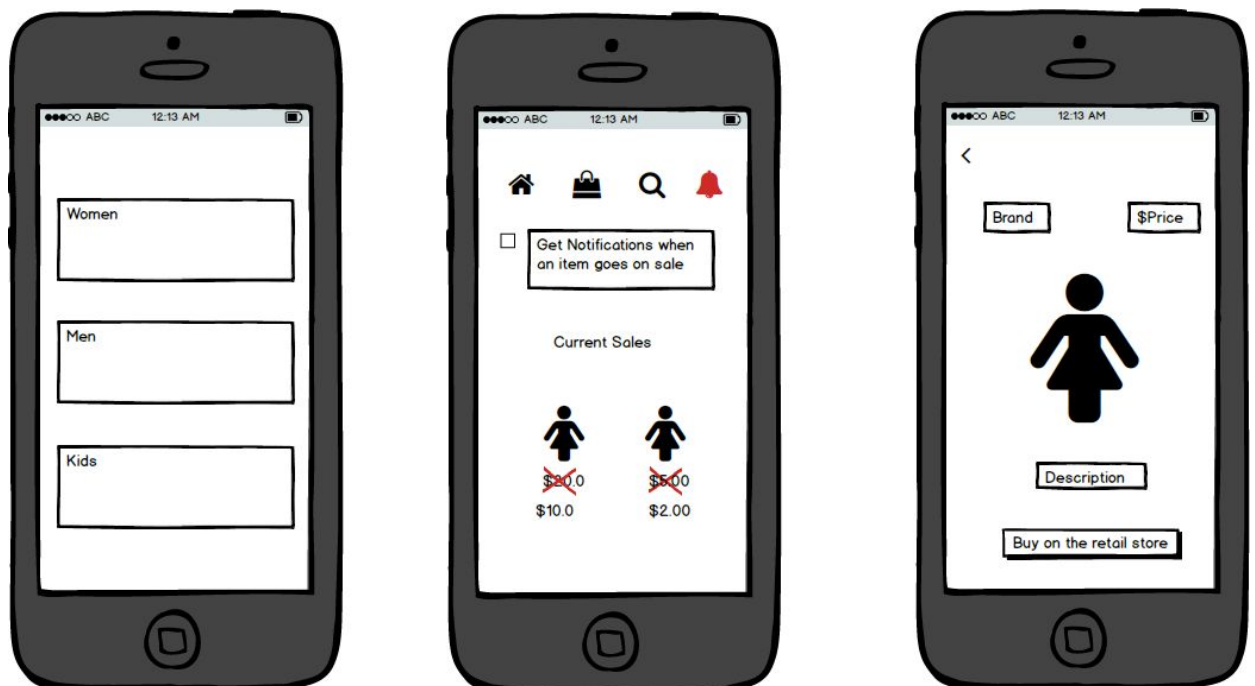 ABC 12:13 AM
Women
Men
Kids
ABC 12:13 AM
Get Notifications when
an item goes on sale
Current Sales
$20.0 $5.00
$10.0 $2.00
ABC 12:13 AM
Brand $Price
Description
Buy on the retail store